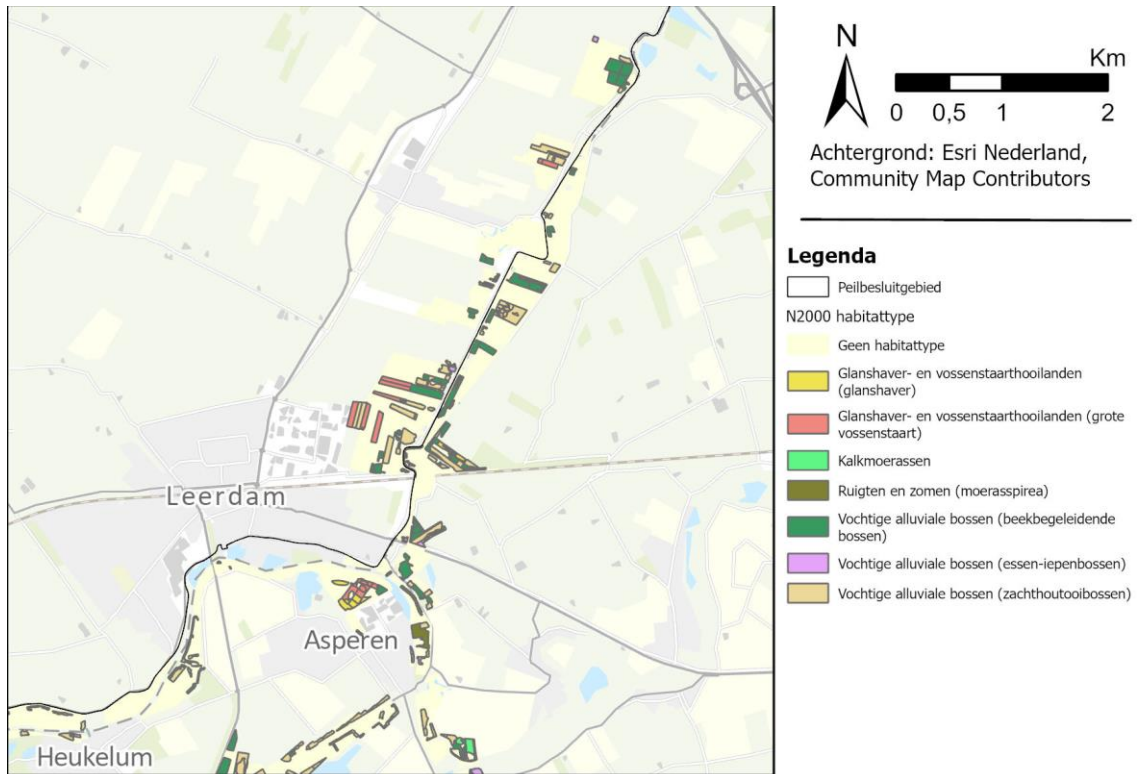 Leerdam
Asperen
Heukelum
N
Km
0 0,5 1 2
Achtergrond: Esri Nederland,
Community Map Contributors
Legenda
Peilbesluitgebied
N2000 habitattype
Geen habitattype
Glanshaver- en vossenstaarthooilanden
(glanshaver)
Glanshaver- en vossenstaarthooilanden (grote
vossenstaart)
Kalkmoerassen
Ruigten en zomen (moerasspirea)
Vochtige alluviale bossen (beekbegeleidende
bossen)
Vochtige alluviale bossen (essen-iepenbossen)
Vochtige alluviale bossen (zachthoutooibossen)